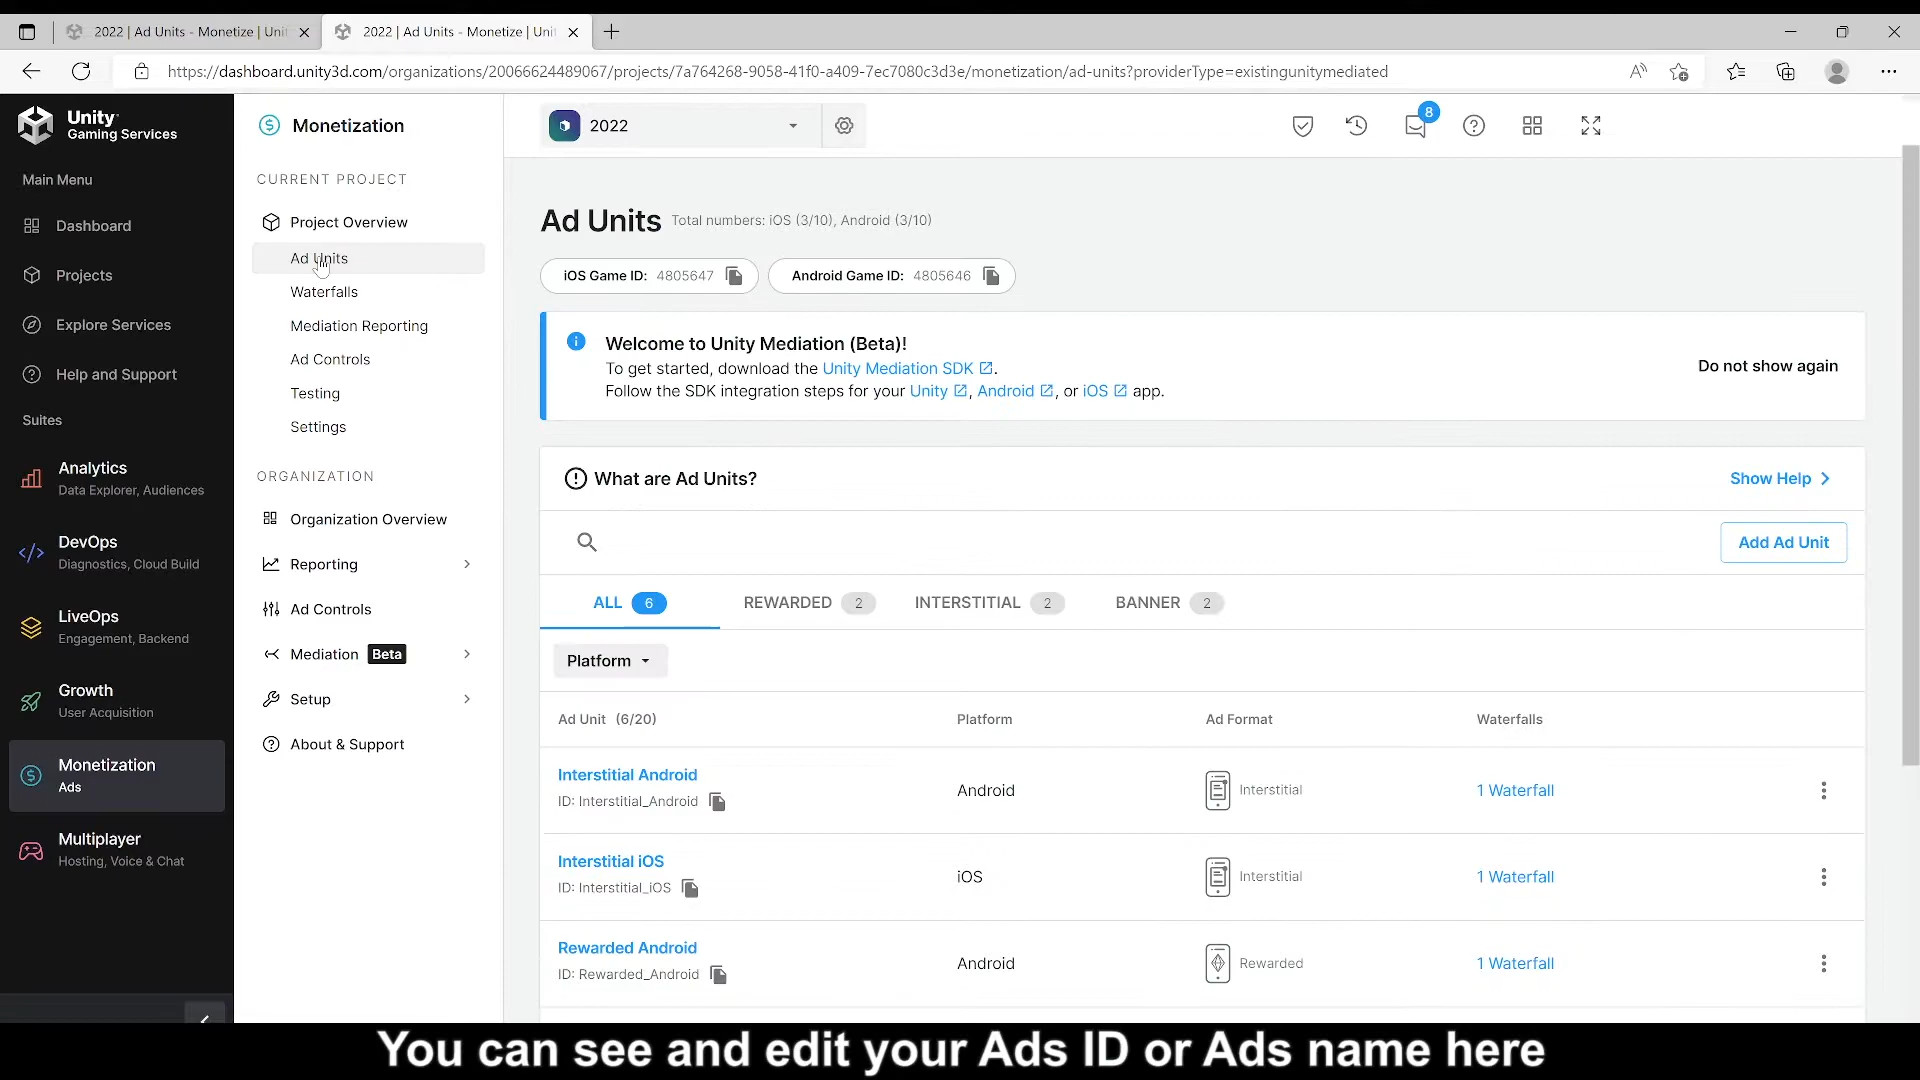 2022 | Ad Units - Monetize | Unit
2022 | Ad Units - Monetize | Unit
https://dashboard.unity3d.com/organizations/20066624489067/projects/7a764268-9058-41f0-a409-7ec7080c3d3e/monetization/ad-units?providerType=existingunitymediated
Unity
Gaming Services
Main Menu
Dashboard
Projects
Explore Services
Help and Support
Suites
Analytics
Data Explorer, Audiences
DevOps
Diagnostics, Cloud Build
LiveOps
Engagement, Backend
Growth
User Acquisition
Monetization
Ads
Multiplayer
Hosting, Voice & Chat
Monetization
CURRENT PROJECT
Project Overview
Ad Units
Waterfalls
Mediation Reporting
Ad Controls
Testing
Settings
ORGANIZATION
Organization Overview
Reporting
Ad Controls
Mediation Beta
Setup
About & Support
2022
8
Ad Units Total numbers: iOS (3/10), Android (3/10)
iOS Game ID: 4805647
Android Game ID: 4805646
Welcome to Unity Mediation (Beta)!
To get started, download the Unity Mediation SDK.
Follow the SDK integration steps for your Unity, Android, or iOS app.
Do not show again
What are Ad Units?
Show Help
Add Ad Unit
ALL 6 REWARDED 2 INTERSTITIAL 2 BANNER 2
Platform
Ad Unit (6/20) Platform Ad Format Waterfalls
Interstitial Android
ID: Interstitial_Android
Android Interstitial 1 Waterfall
Interstitial iOS
ID: Interstitial_iOS
iOS Interstitial 1 Waterfall
Rewarded Android
ID: Rewarded_Android
Android Rewarded 1 Waterfall
You can see and edit your Ads ID or Ads name here